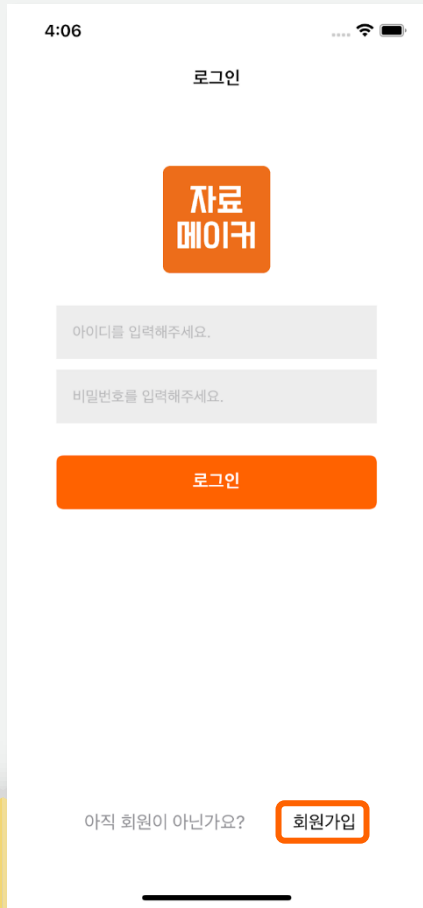 4:06
로그인
자료
메이커
아이디를 입력해주세요.
비밀번호를 입력해주세요.
로그인
아직 회원이 아닌가요? 회원가입